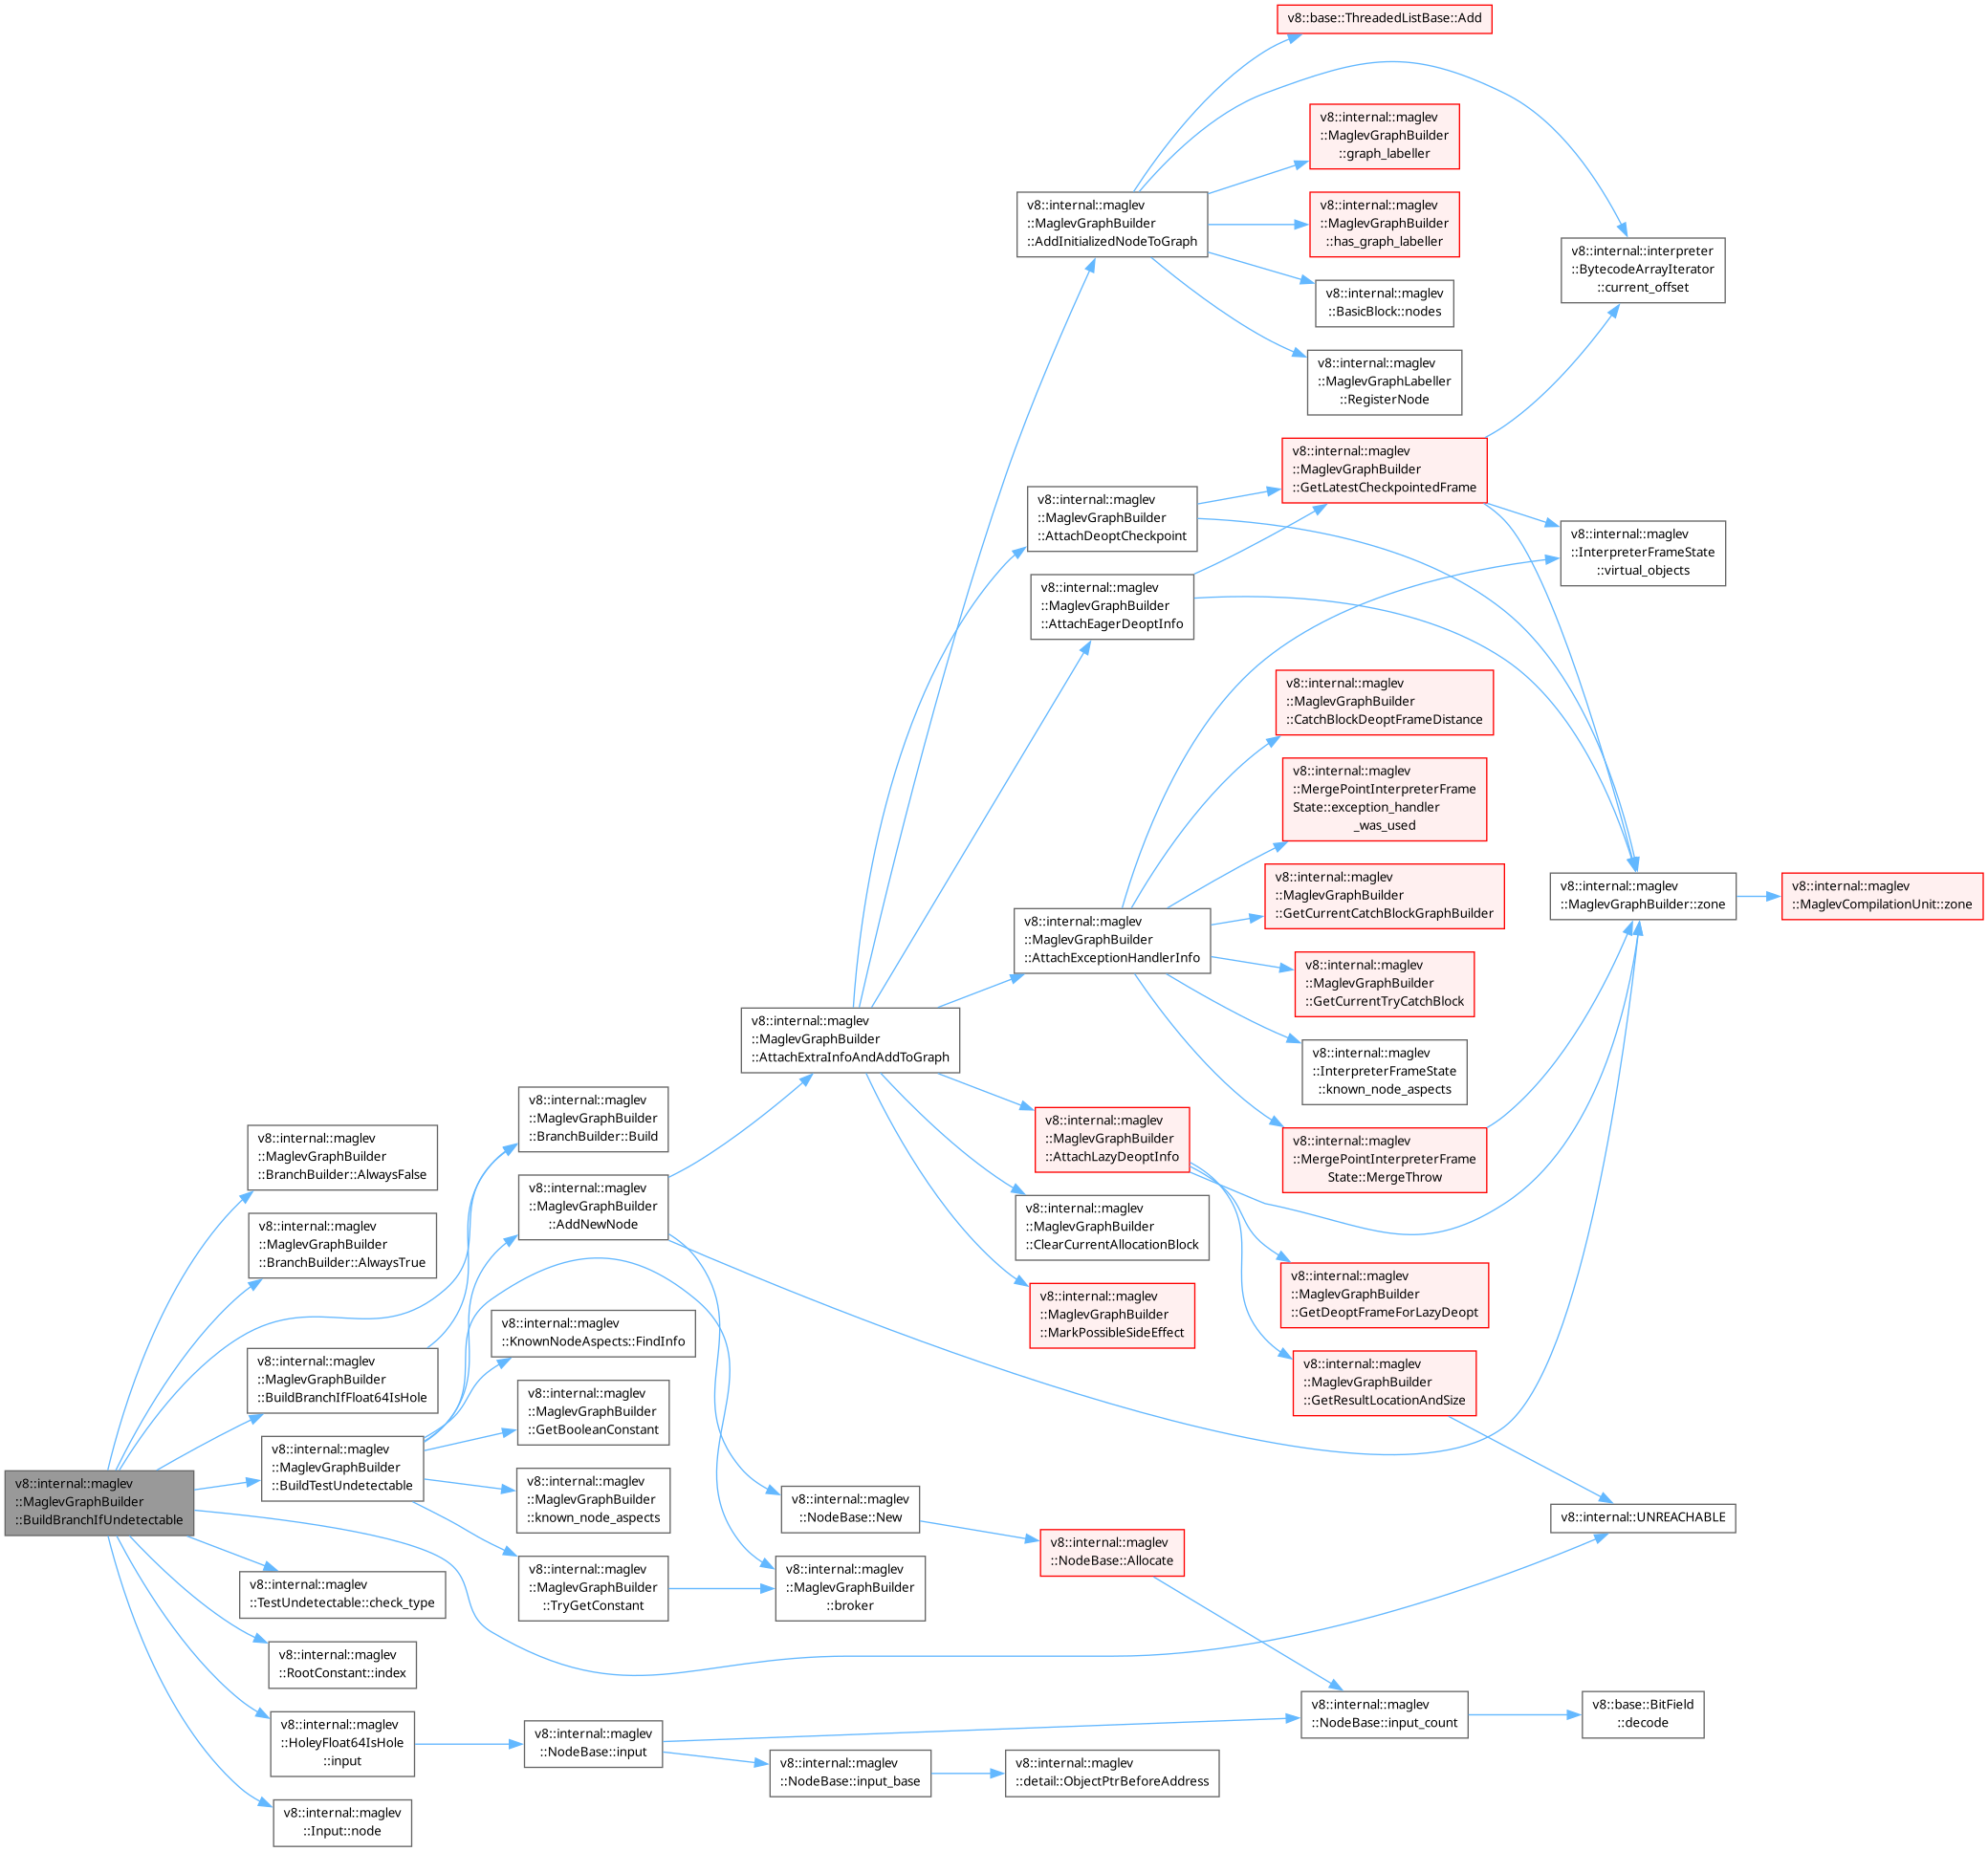 v8::internal::maglev
::MaglevGraphBuilder
::BuildBranchIfUndetectable
v8::internal::maglev
::MaglevGraphBuilder
::BranchBuilder::AlwaysFalse
v8::internal::maglev
::MaglevGraphBuilder
::BranchBuilder::AlwaysTrue
v8::internal::maglev
::MaglevGraphBuilder
::BuildBranchIfFloat64IsHole
v8::internal::maglev
::MaglevGraphBuilder
::BuildTestUndetectable
v8::internal::maglev
::TestUndetectable::check_type
v8::internal::maglev
::RootConstant::index
v8::internal::maglev
::HoleyFloat64IsHole
::input
v8::internal::maglev
::Input::node
v8::internal::maglev
::MaglevGraphBuilder
::BranchBuilder::Build
v8::internal::maglev
::MaglevGraphBuilder
::AddNewNode
v8::internal::maglev
::KnownNodeAspects::FindInfo
v8::internal::maglev
::MaglevGraphBuilder
::GetBooleanConstant
v8::internal::maglev
::MaglevGraphBuilder
::known_node_aspects
v8::internal::maglev
::MaglevGraphBuilder
::TryGetConstant
v8::internal::maglev
::NodeBase::input
v8::internal::maglev
::MaglevGraphBuilder
::AttachExtraInfoAndAddToGraph
v8::internal::maglev
::NodeBase::New
v8::internal::maglev
::MaglevGraphBuilder
::broker
v8::internal::maglev
::NodeBase::input_base
v8::internal::maglev
::MaglevGraphBuilder
::AddInitializedNodeToGraph
v8::internal::maglev
::MaglevGraphBuilder
::AttachDeoptCheckpoint
v8::internal::maglev
::MaglevGraphBuilder
::AttachEagerDeoptInfo
v8::internal::maglev
::MaglevGraphBuilder
::AttachExceptionHandlerInfo
v8::internal::maglev
::MaglevGraphBuilder
::AttachLazyDeoptInfo
v8::internal::maglev
::MaglevGraphBuilder
::ClearCurrentAllocationBlock
v8::internal::maglev
::MaglevGraphBuilder
::MarkPossibleSideEffect
v8::internal::maglev
::NodeBase::Allocate
v8::internal::maglev
::detail::ObjectPtrBeforeAddress
v8::base::ThreadedListBase::Add
v8::internal::maglev
::MaglevGraphBuilder
::graph_labeller
v8::internal::maglev
::MaglevGraphBuilder
::has_graph_labeller
v8::internal::maglev
::BasicBlock::nodes
v8::internal::maglev
::MaglevGraphLabeller
::RegisterNode
v8::internal::maglev
::MaglevGraphBuilder
::GetLatestCheckpointedFrame
v8::internal::maglev
::MaglevGraphBuilder
::CatchBlockDeoptFrameDistance
v8::internal::maglev
::MergePointInterpreterFrame
State::exception_handler
_was_used
v8::internal::maglev
::MaglevGraphBuilder
::GetCurrentCatchBlockGraphBuilder
v8::internal::maglev
::MaglevGraphBuilder
::GetCurrentTryCatchBlock
v8::internal::maglev
::InterpreterFrameState
::known_node_aspects
v8::internal::maglev
::MergePointInterpreterFrame
State::MergeThrow
v8::internal::maglev
::MaglevGraphBuilder
::GetDeoptFrameForLazyDeopt
v8::internal::maglev
::MaglevGraphBuilder
::GetResultLocationAndSize
v8::internal::maglev
::NodeBase::input_count
v8::internal::interpreter
::BytecodeArrayIterator
::current_offset
v8::internal::maglev
::InterpreterFrameState
::virtual_objects
v8::internal::maglev
::MaglevGraphBuilder::zone
v8::internal::UNREACHABLE
v8::base::BitField
::decode
v8::internal::maglev
::MaglevCompilationUnit::zone